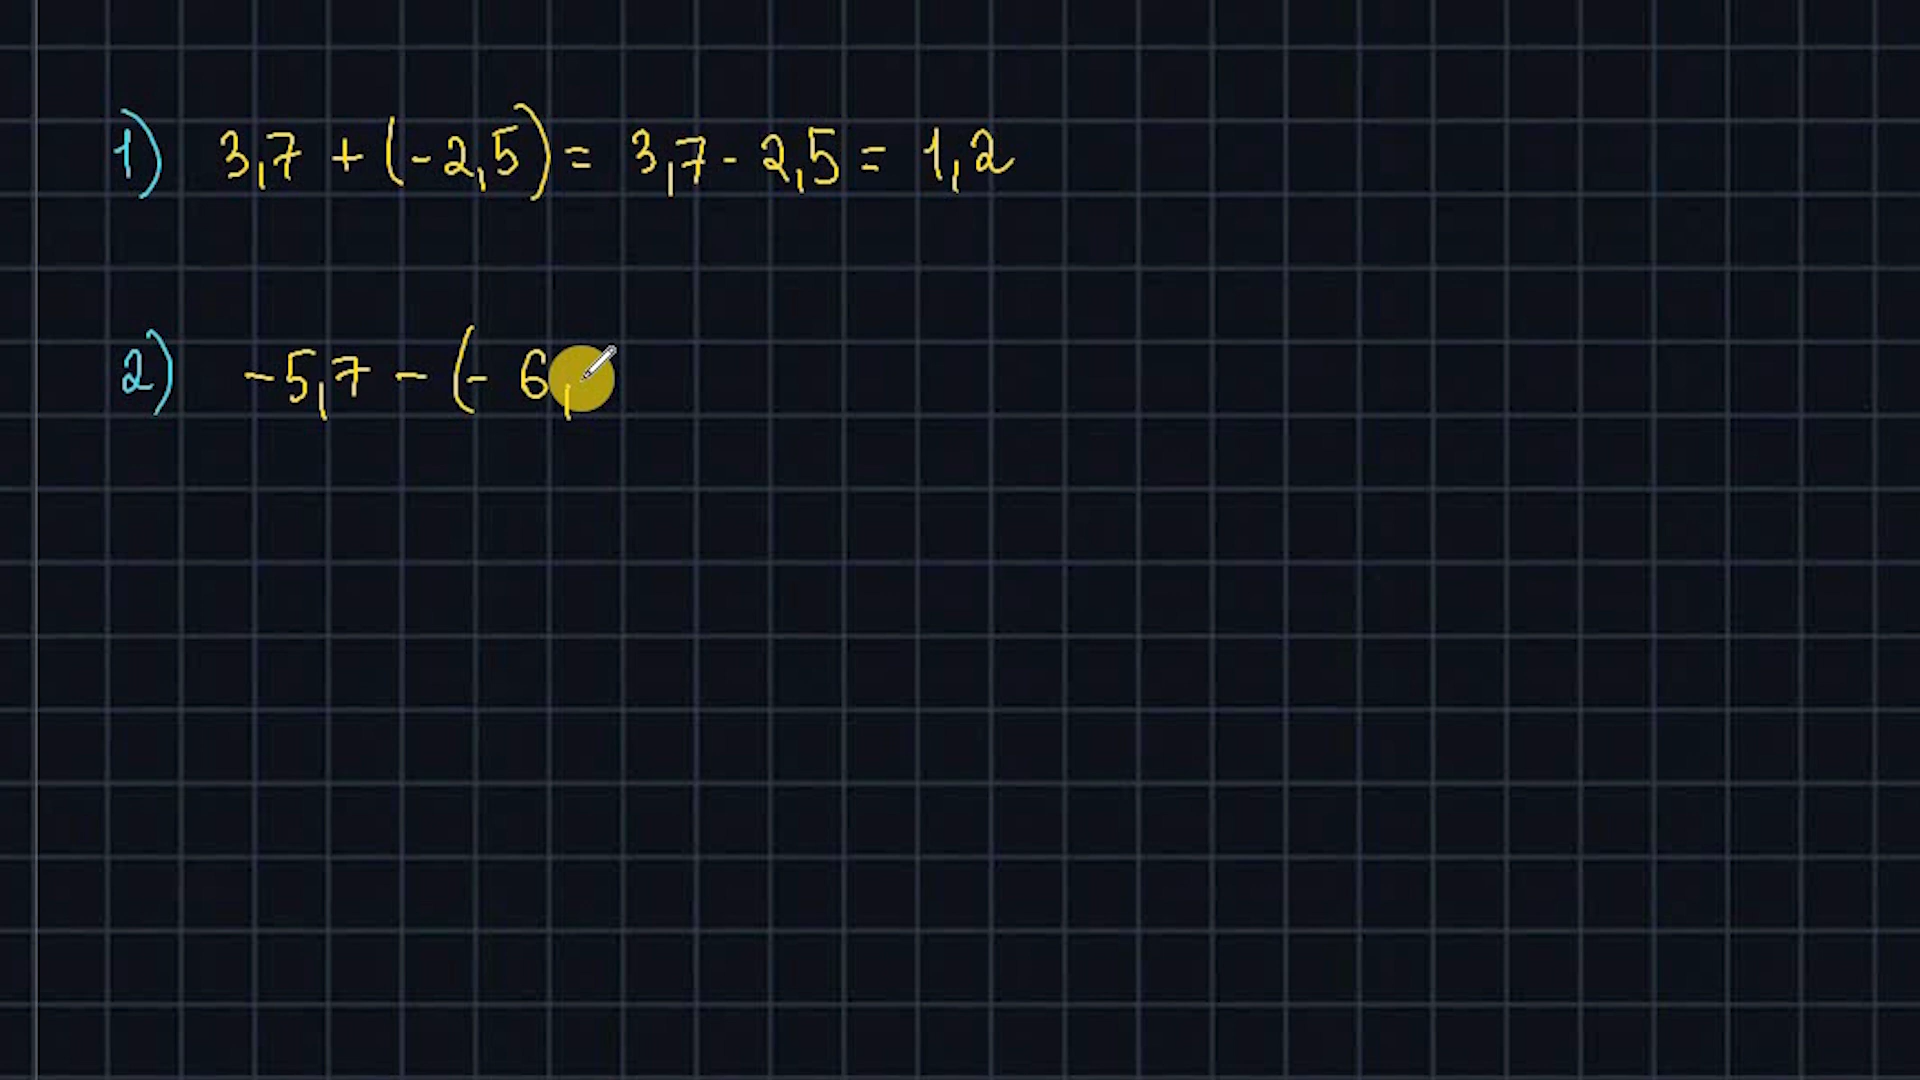 1) 3,7 + (-2,5) = 3,7 - 2,5 = 1,2
2) -5,7 - (- 6,